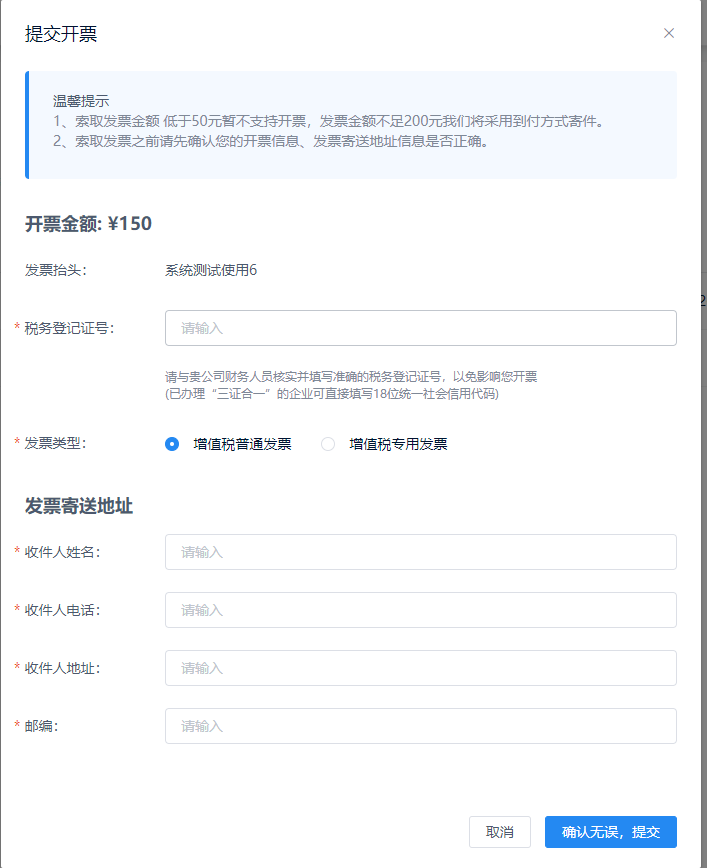 提交开票
温馨提示
1、索取发票金额 低于50元暂不支持开票，发票金额不足200元我们将采用到付方式寄件。
2、索取发票之前请先确认您的开票信息、发票寄送地址信息是否正确。
开票金额: ¥150
发票抬头： 系统测试使用6
* 税务登记证号： 请输入
请与贵公司财务人员核实并填写准确的税务登记证号，以免影响您开票
(已办理“三证合一”的企业可直接填写18位统一社会信用代码)
* 发票类型： 增值税普通发票 增值税专用发票
发票寄送地址
* 收件人姓名： 请输入
* 收件人电话： 请输入
* 收件人地址： 请输入
* 邮编： 请输入
取消 确认无误，提交